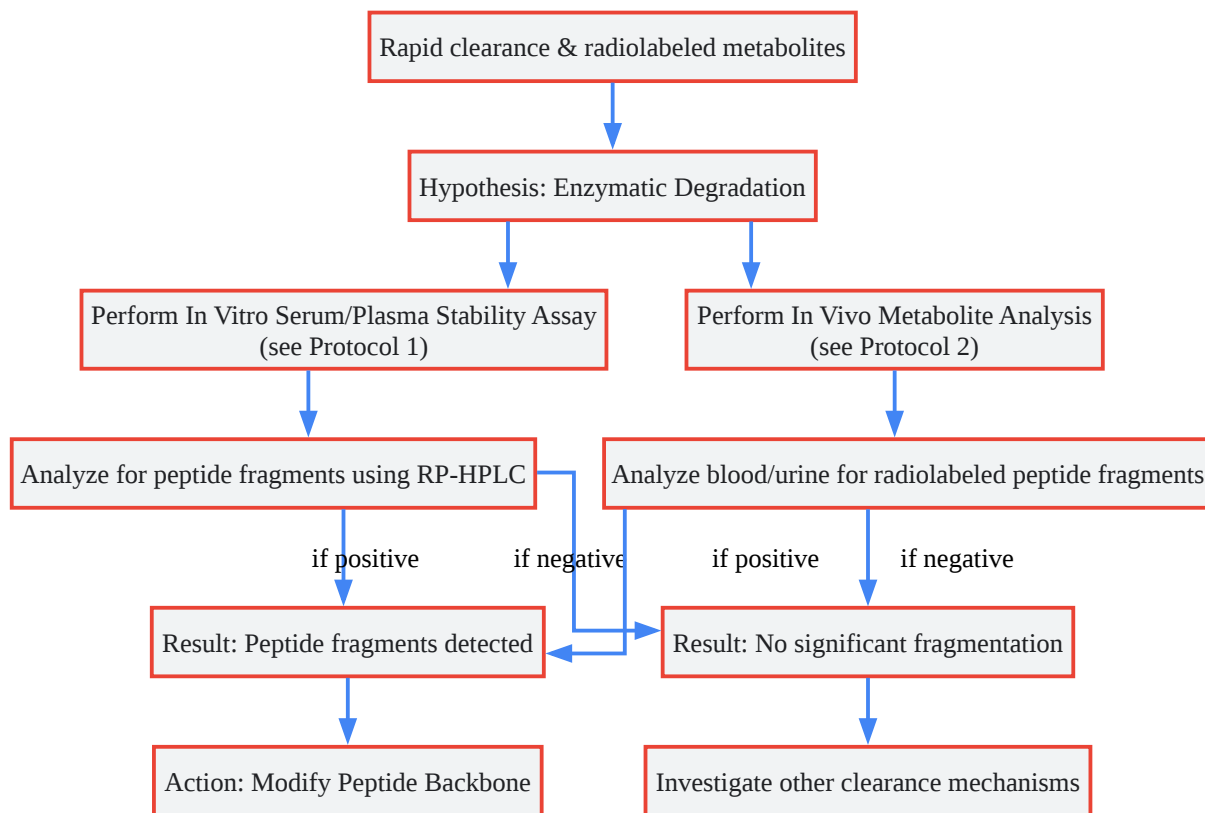 Rapid clearance & radiolabeled metabolites
Hypothesis: Enzymatic Degradation
Perform In Vitro Serum/Plasma Stability Assay
(see Protocol 1)
Perform In Vivo Metabolite Analysis
(see Protocol 2)
Analyze for peptide fragments using RP-HPLC
Analyze blood/urine for radiolabeled peptide fragments
if positive
if negative
if positive
if negative
Result: Peptide fragments detected
Result: No significant fragmentation
Action: Modify Peptide Backbone
Investigate other clearance mechanisms